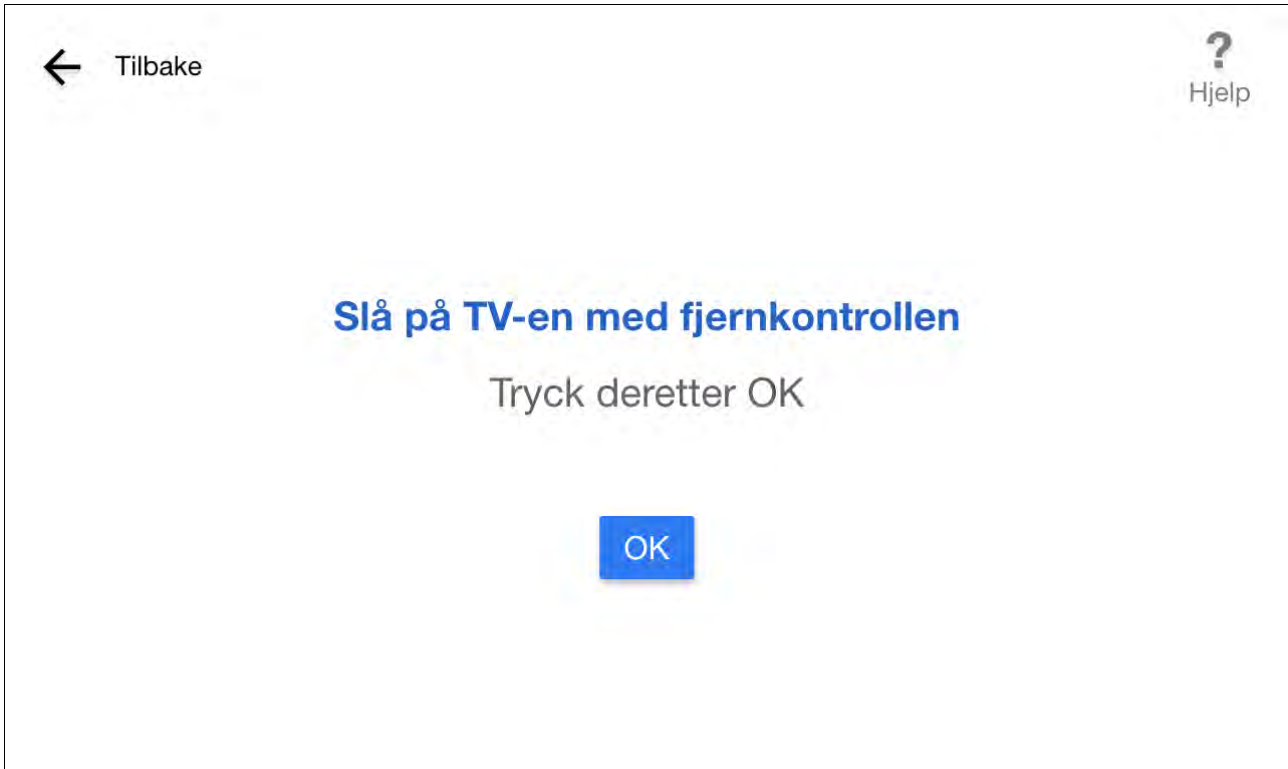 Tilbake
?
Hjelp
Slå på TV-en med fjernkontrollen
Tryck deretter OK
OK